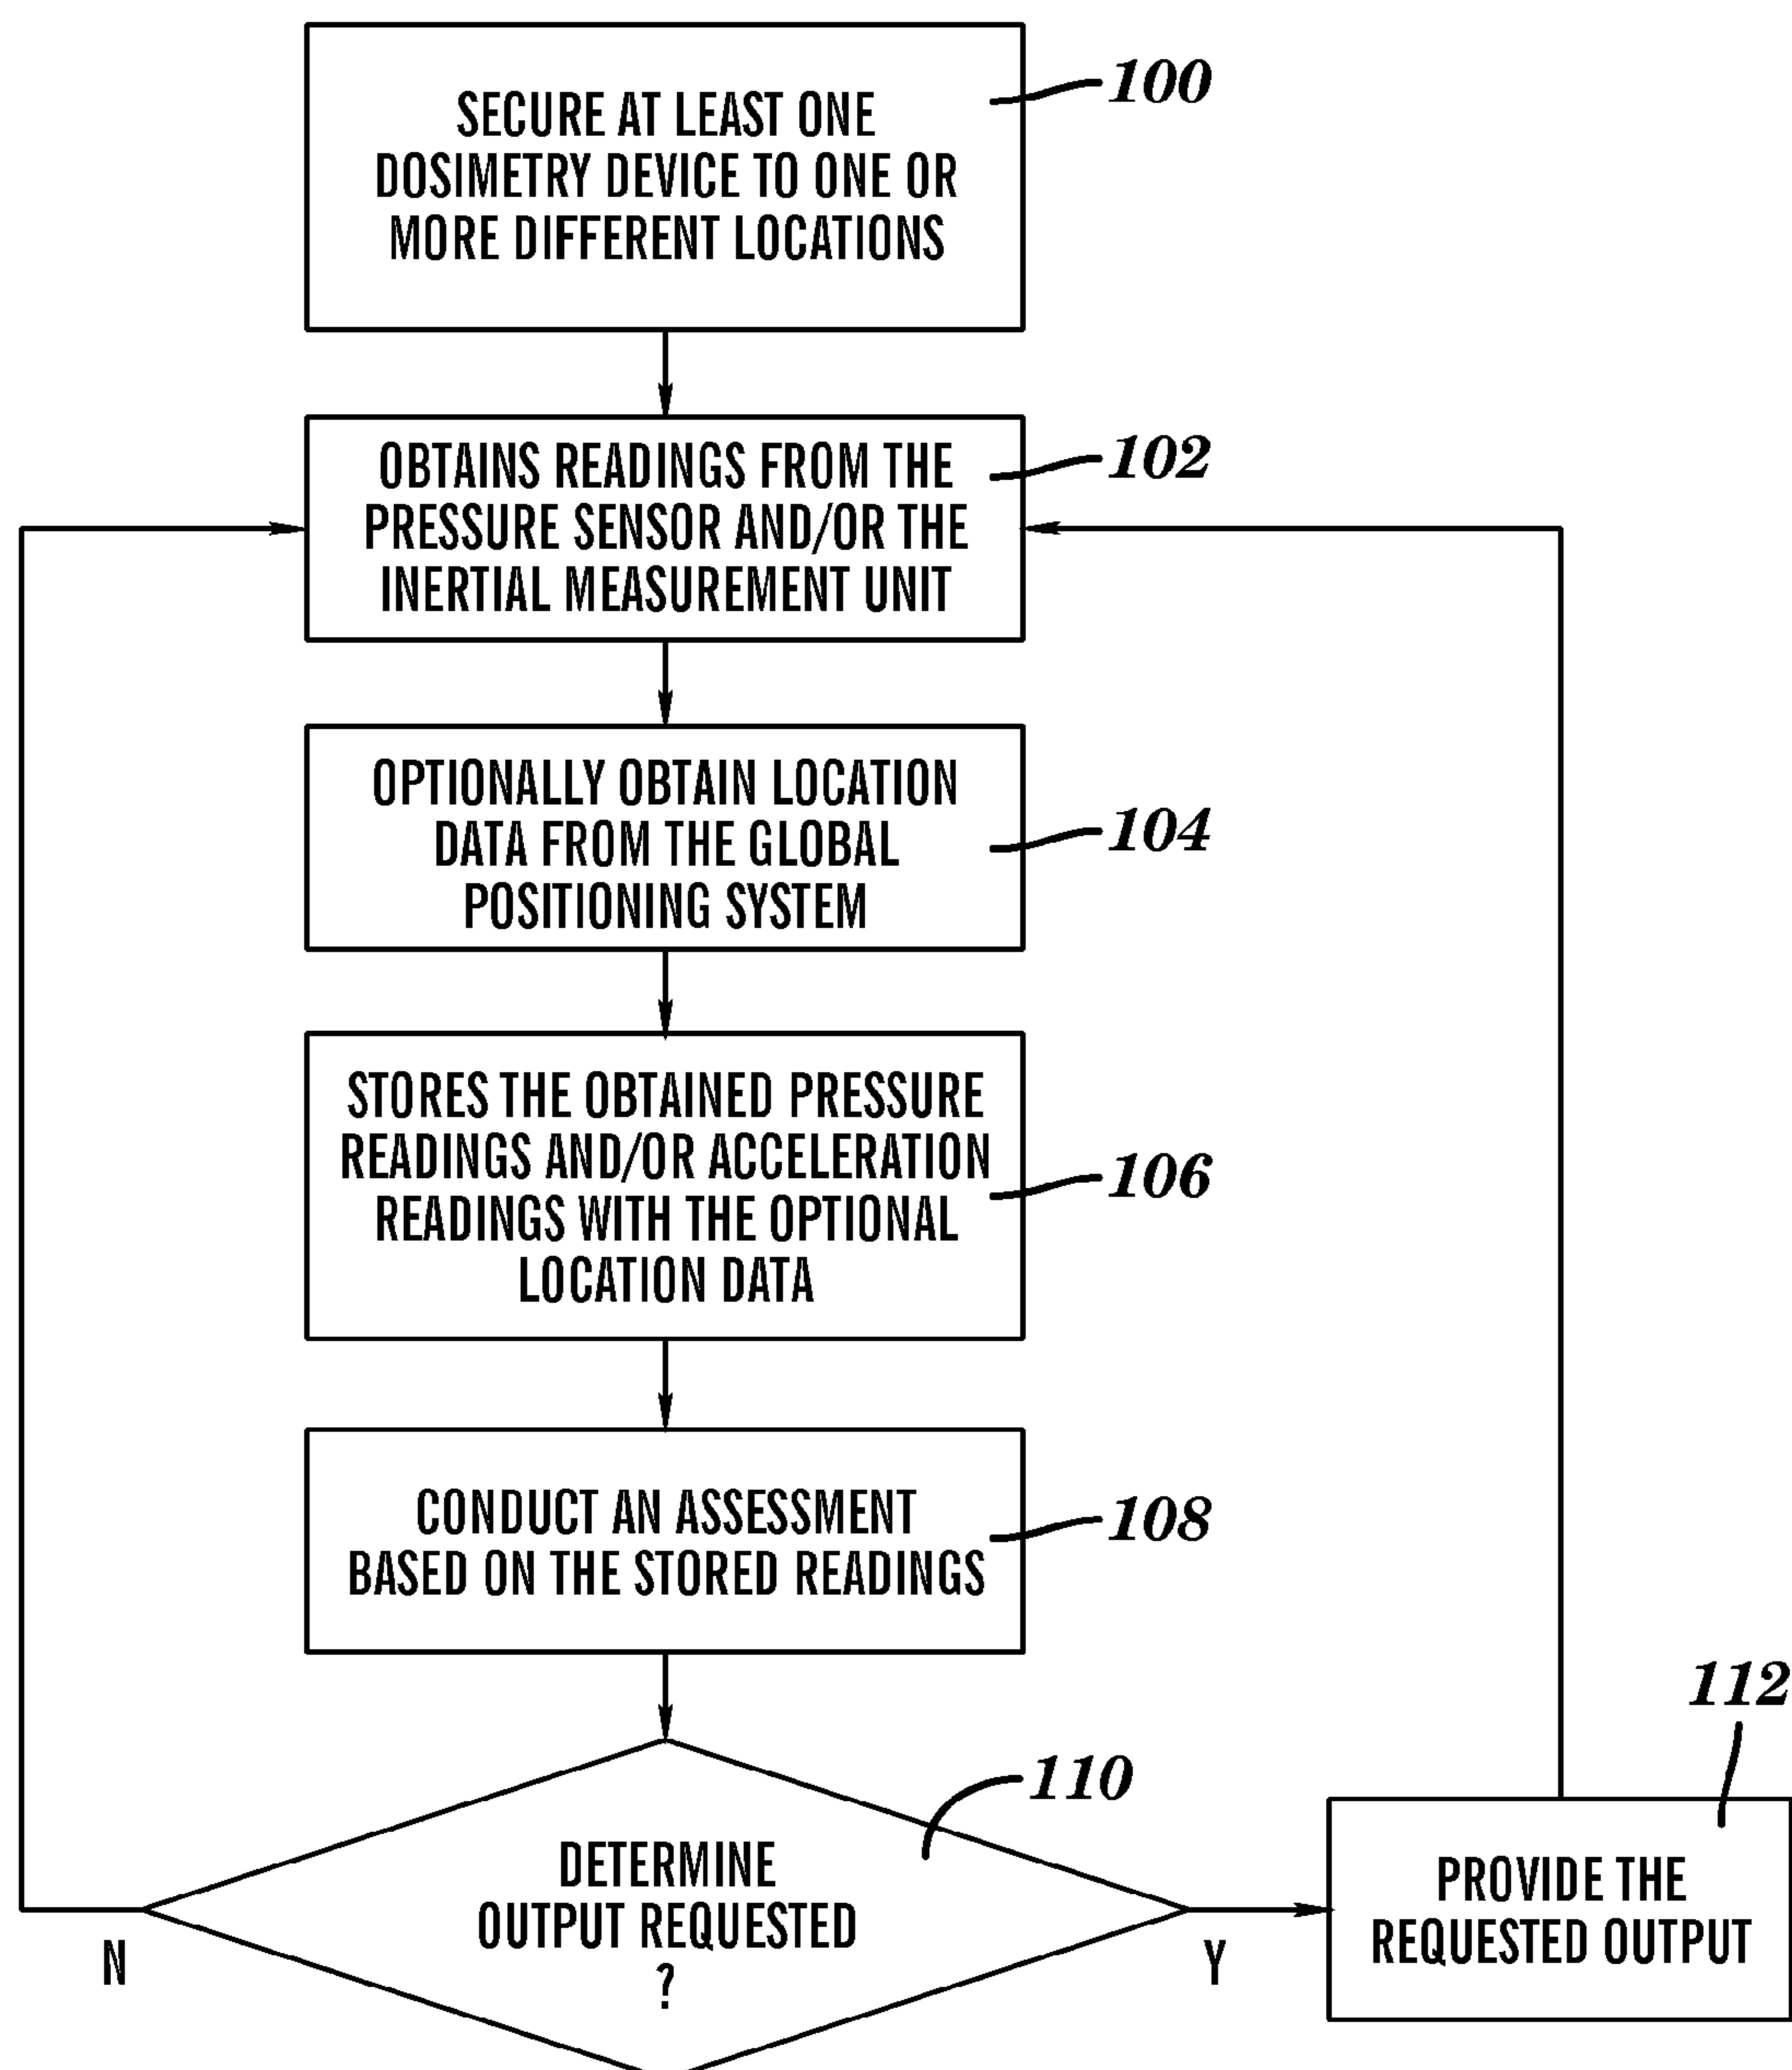 SECURE AT LEAST ONE
DOSIMETRY DEVICE TO ONE OR
MORE DIFFERENT LOCATIONS
100
OBTAINS READINGS FROM THE
PRESSURE SENSOR AND/OR THE
INERTIAL MEASUREMENT UNIT
102
OPTIONALLY OBTAIN LOCATION
DATA FROM THE GLOBAL
POSITIONING SYSTEM
104
STORES THE OBTAINED PRESSURE
READINGS AND/OR ACCELERATION
READINGS WITH THE OPTIONAL
LOCATION DATA
106
CONDUCT AN ASSESSMENT
BASED ON THE STORED READINGS
108
DETERMINE
OUTPUT REQUESTED
?
110
N
Y
112
PROVIDE THE
REQUESTED OUTPUT